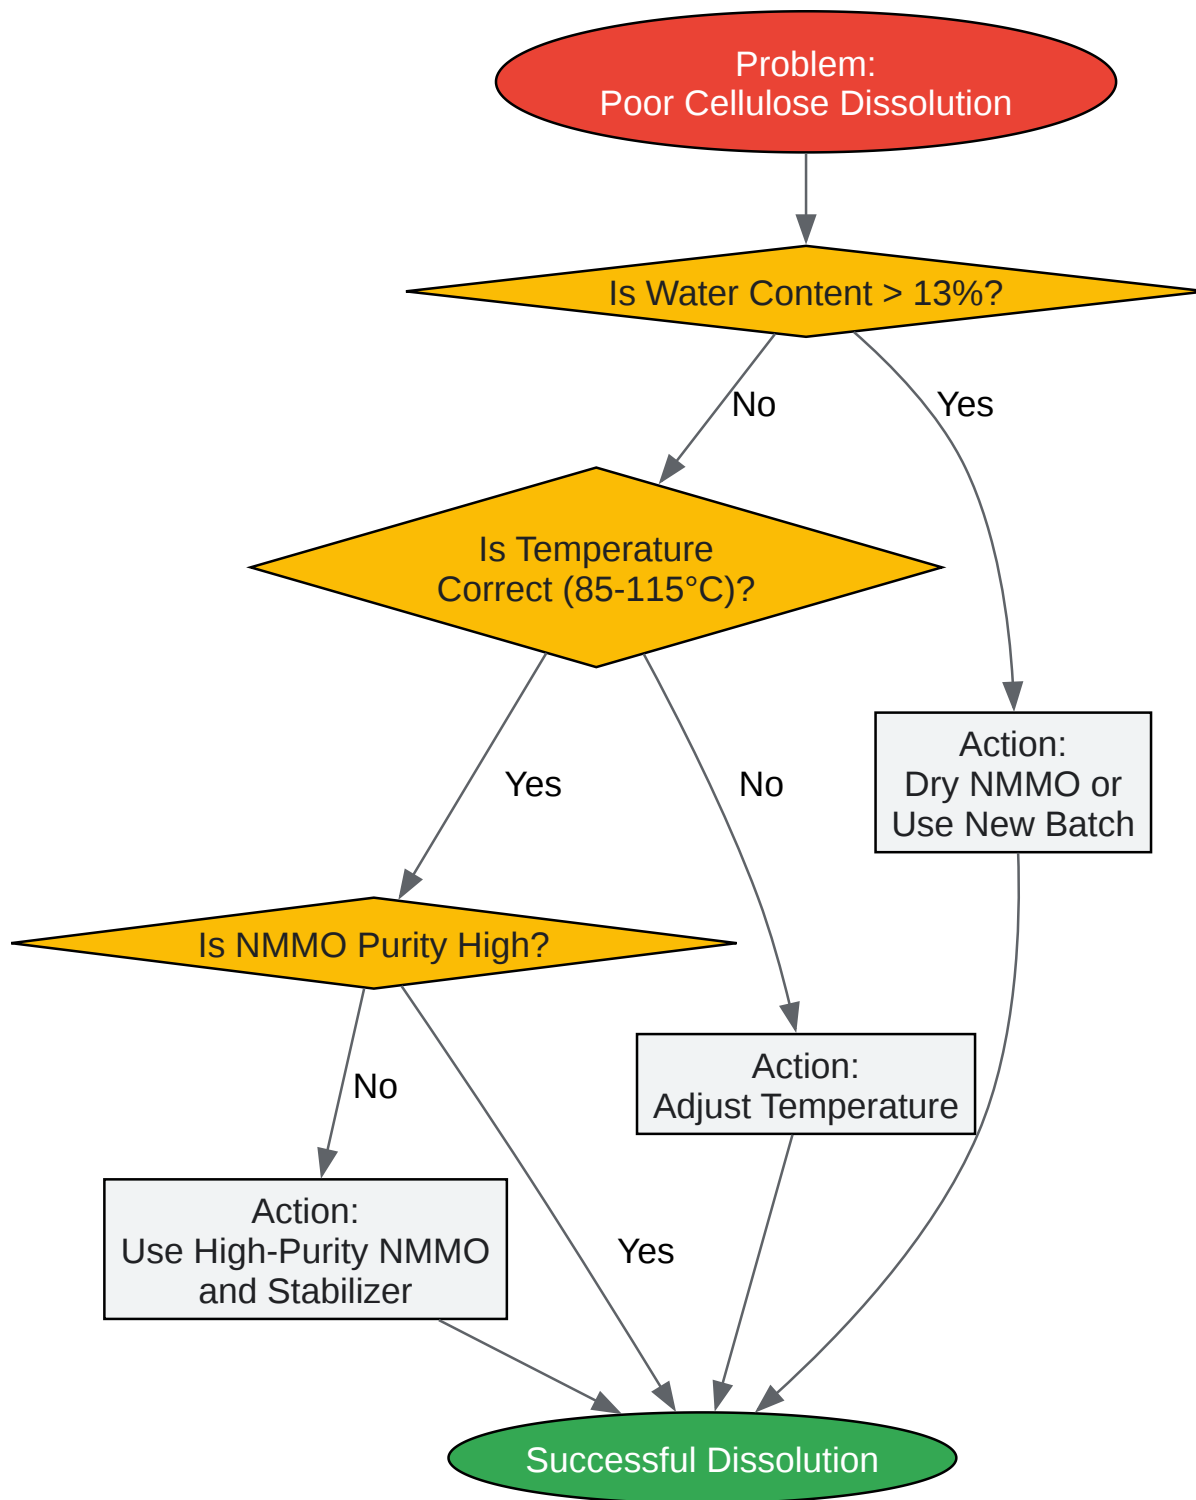 Problem:
Poor Cellulose Dissolution
Is Water Content > 13%?
No
Yes
Is Temperature
Correct (85-115°C)?
Action:
Dry NMMO or
Use New Batch
Yes
No
Is NMMO Purity High?
Action:
Adjust Temperature
No
Action:
Use High-Purity NMMO
and Stabilizer
Yes
Successful Dissolution